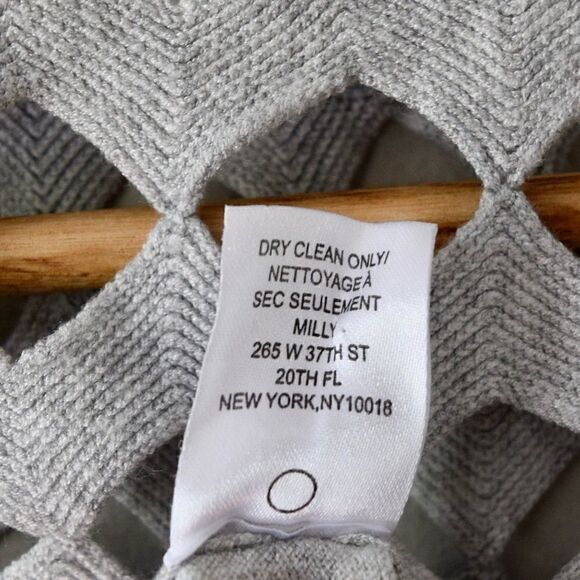 DRY CLEAN ONLY/
NETTOYAGE À
SEC SEULEMENT
MILLY
265 W 37TH ST
20TH FL
NEW YORK,NY10018